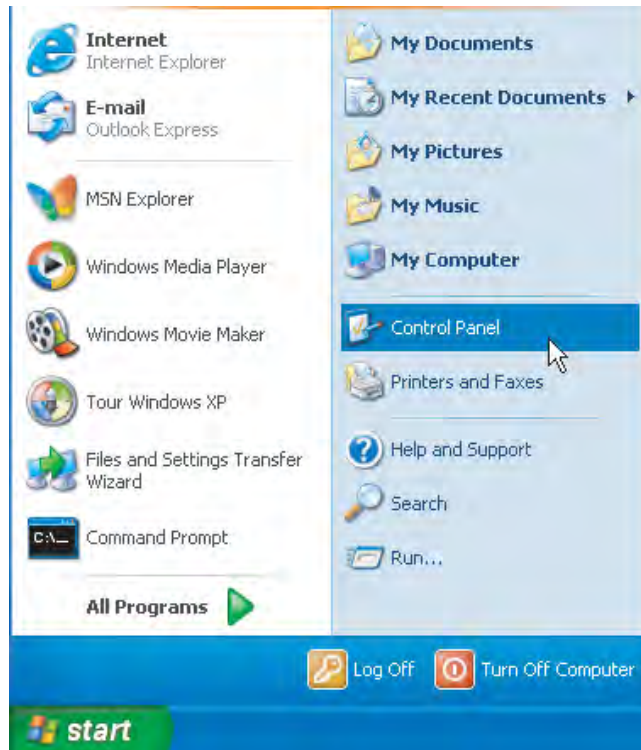 Internet
Internet Explorer
E-mail
Outlook Express
MSN Explorer
Windows Media Player
Windows Movie Maker
Tour Windows XP
Files and Settings Transfer
Wizard
C:\_
Command Prompt
All Programs
My Documents
My Recent Documents
My Pictures
My Music
My Computer
Control Panel
Printers and Faxes
Help and Support
Search
Run...
Log Off
Turn Off Computer
start